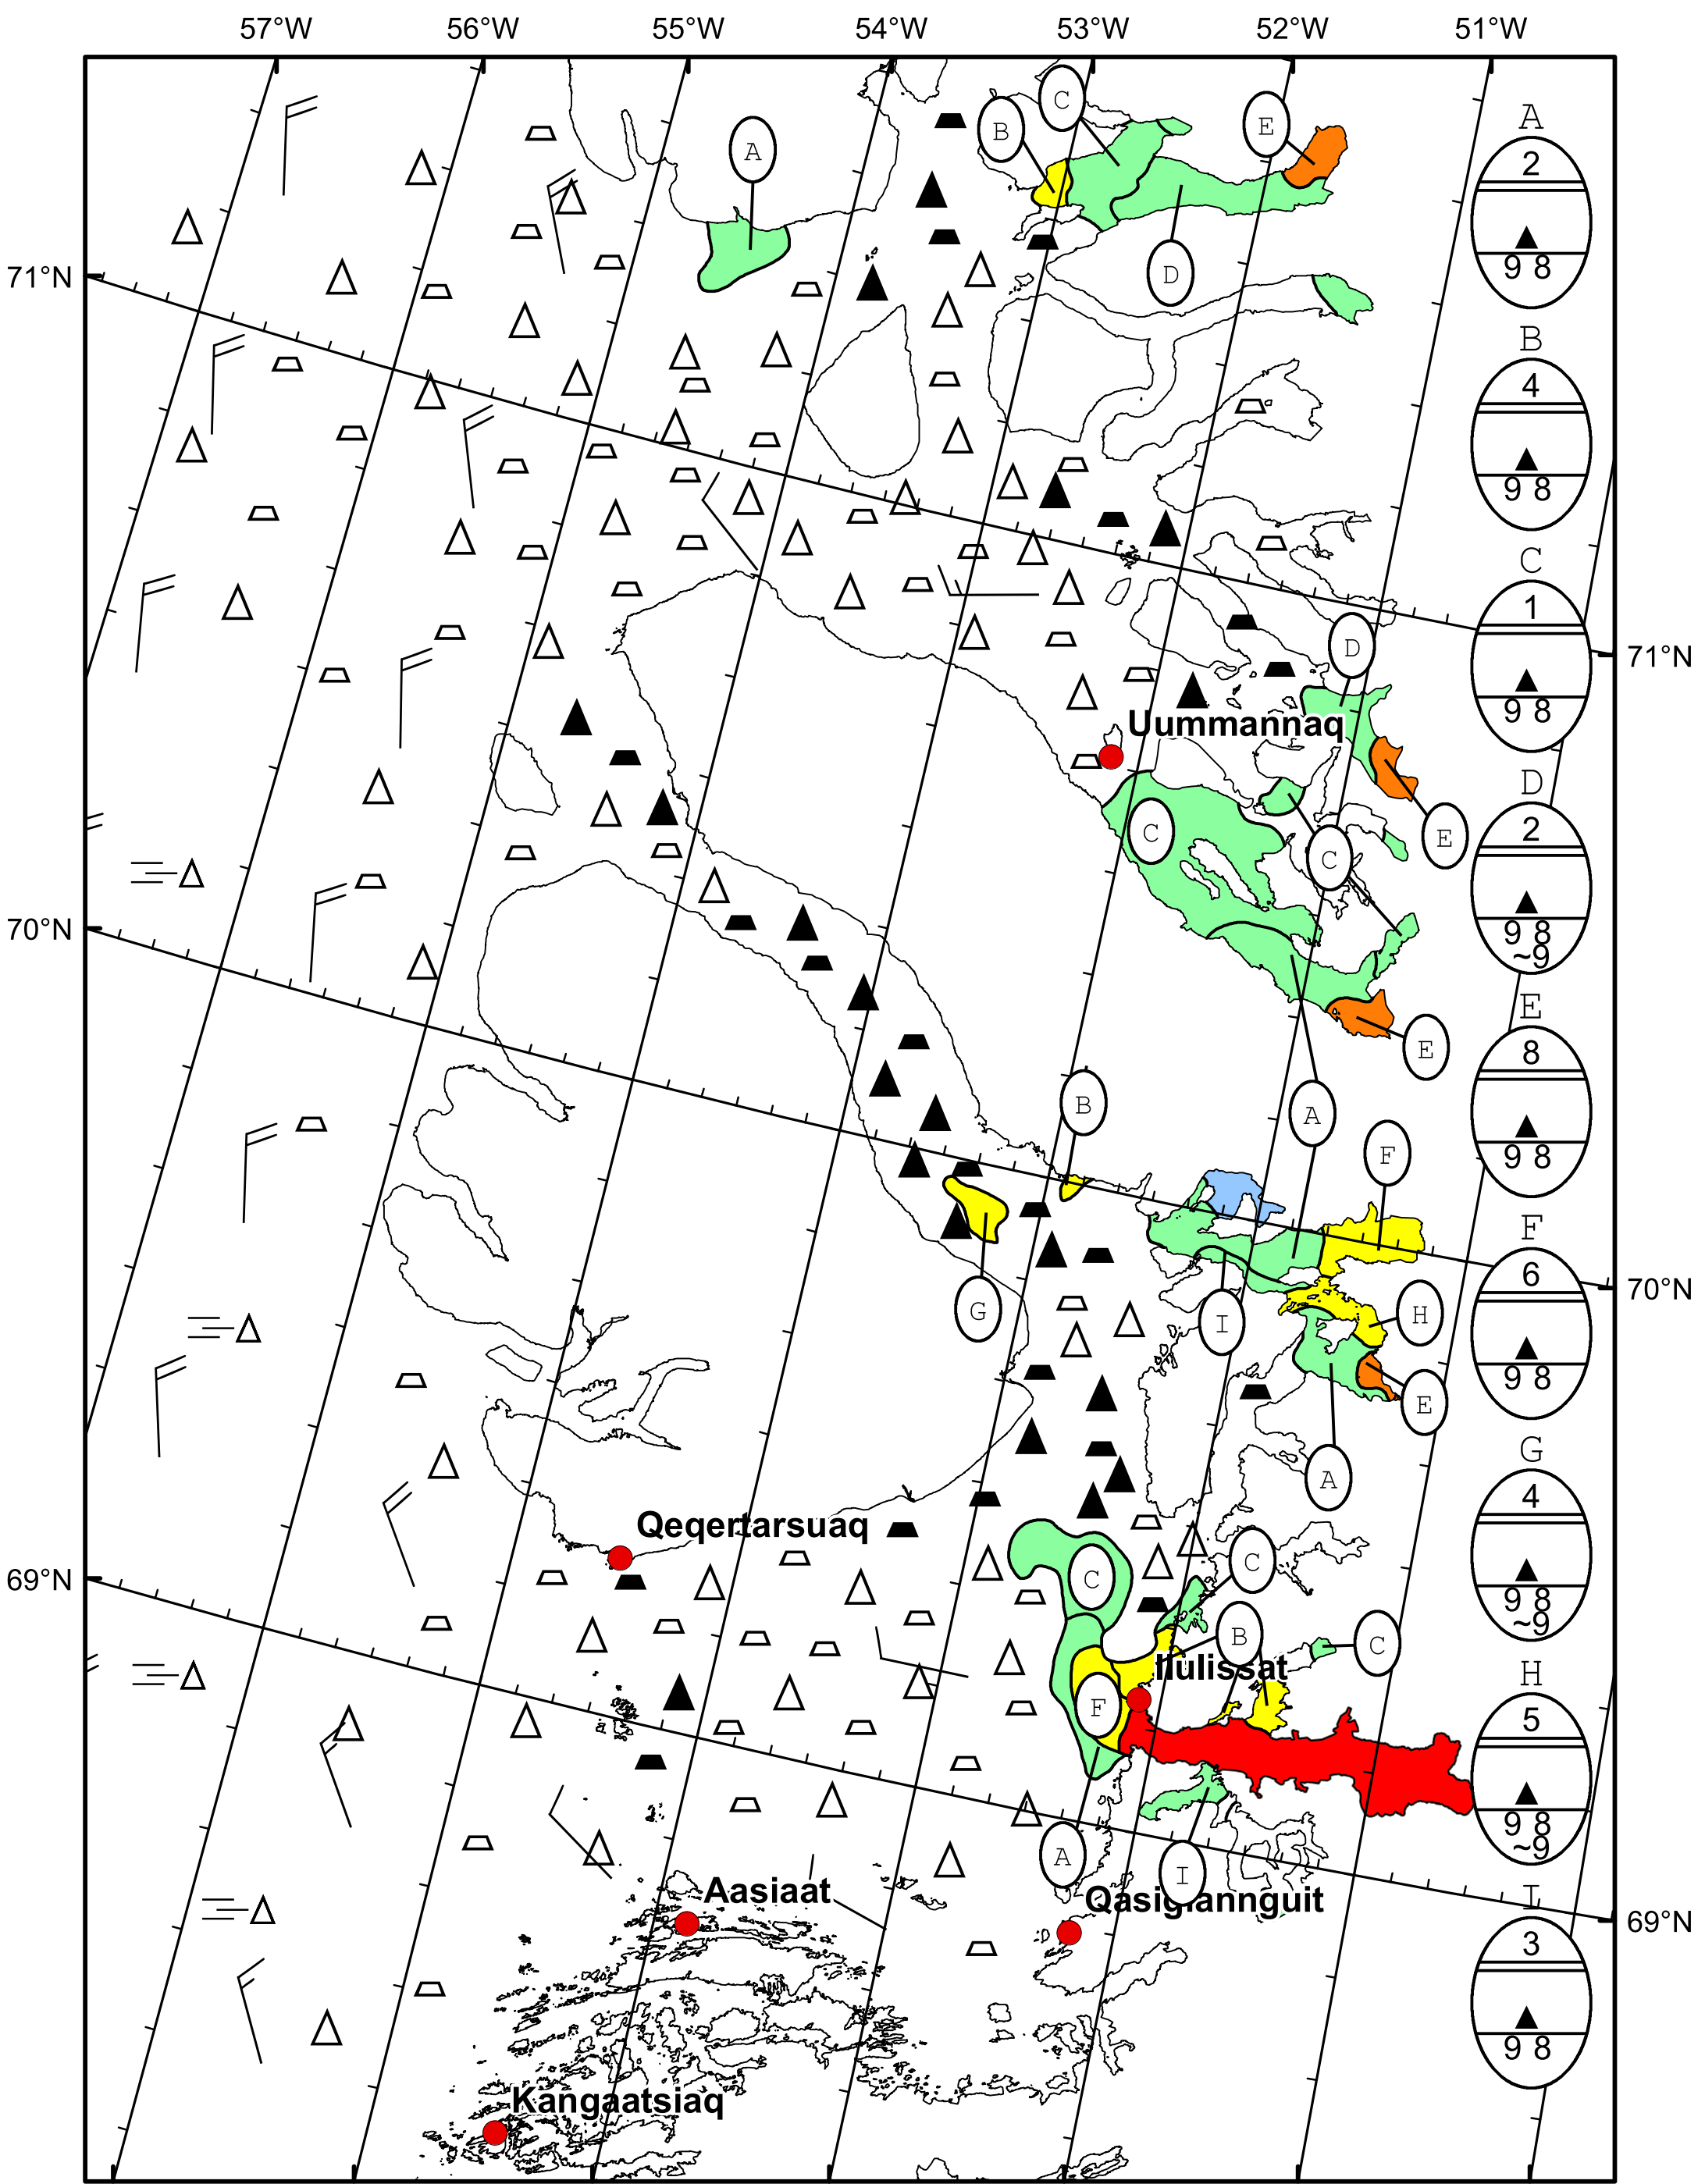 57°W 56°W 55°W 54°W 53°W 52°W 51°W
C
E
B
A
A
2
9 8
D
71°N
B
4
9 8
C
1
9 8
D
71°N
Uummannaq
D
2
9 8
~9
C
E
C
70°N
E
8
9 8
E
B
A
F
F
6
9 8
70°N
G
I
H
E
A
G
4
9 8
~9
Qeqertarsuaq
C
C
69°N
B
C
Ilulissat
F
H
5
9 8
~9
A
I
Aasiaat
Qasigiannguit
69°N
I
3
9 8
Kangaatsiaq